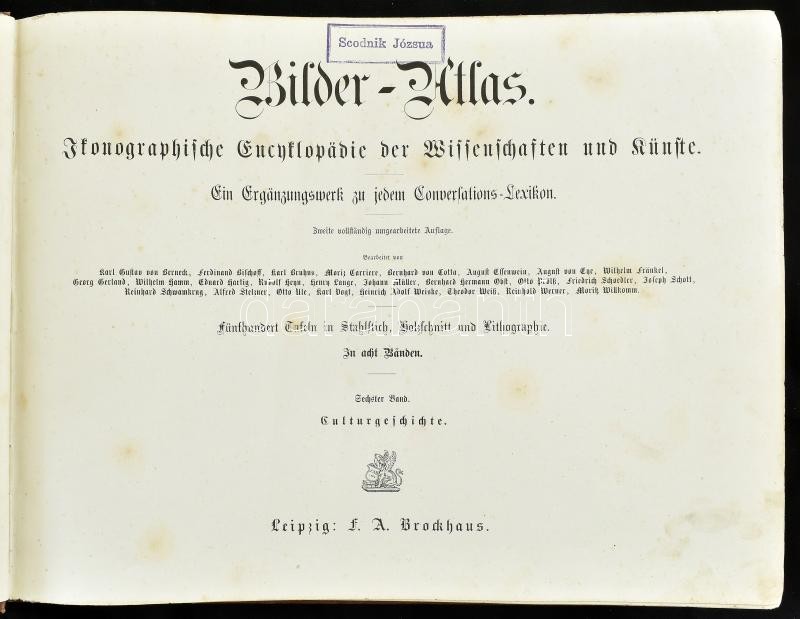 Scodnik Józsua
Bilder-Atlas.
Ikonographische Encyklopädie der Wissenschaften und Künste.
Ein Ergänzungswerk zu jedem Conversations-Lexikon.
Zweite vollständig umgearbeitete Auflage.
Bearbeitet von
Karl Gustav von Berneck, Ferdinand Bischoff, Karl Bruhns, Moriz Carriere, Bernhard von Cotta, August Essenwein, August von Eye, Wilhelm Fränkel,
Georg Gerland, Wilhelm Hamm, Eduard Hartig, Rudolf Heyn, Henry Lange, Johann Müller, Bernhard Hermann Obst, Otto Friedrich Schoedler, Joseph Schott,
Reinhard Schwamkrug, Alfred Stelzner, Otto Ule, Karl Vogt, Heinrich Adolf Weiske, Theodor Weiß, Reinhold Werner, Moritz Willkomm.
Fünfhundert Tafeln in Stahlstich, Holzschnitt und Lithographie.
In acht Bänden.
darabanth
Sechster Band.
Culturgeschichte.
Leipzig: F. A. Brockhaus.